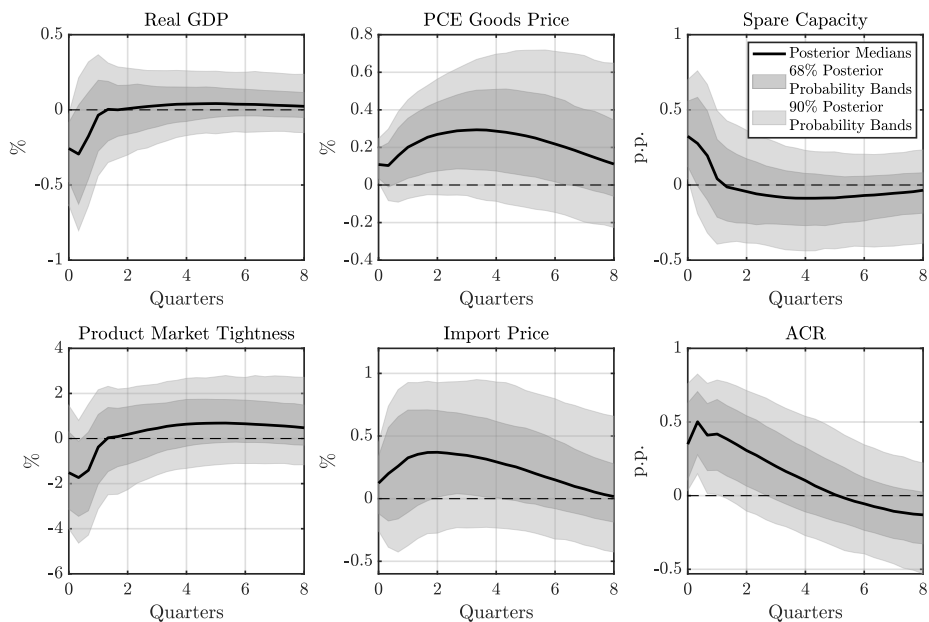 Real GDP
0.5
0
-0.5
-1
%
0 2 4 6 8
Quarters
PCE Goods Price
0.8
0.6
0.4
0.2
0
0.2
0.4
%
0 2 4 6 8
Quarters
Spare Capacity
1
0.5
0
-0.5
p.p.
0 2 4 6 8
Quarters
Posterior Medians
68% Posterior
Probability Bands
90% Posterior
Probability Bands
Product Market Tightness
4
2
0
-2
-4
-6
%
0 2 4 6 8
Quarters
Import Price
1
0.5
0
-0.5
%
0 2 4 6 8
Quarters
ACR
1
0.5
0
-0.5
p.p.
0 2 4 6 8
Quarters